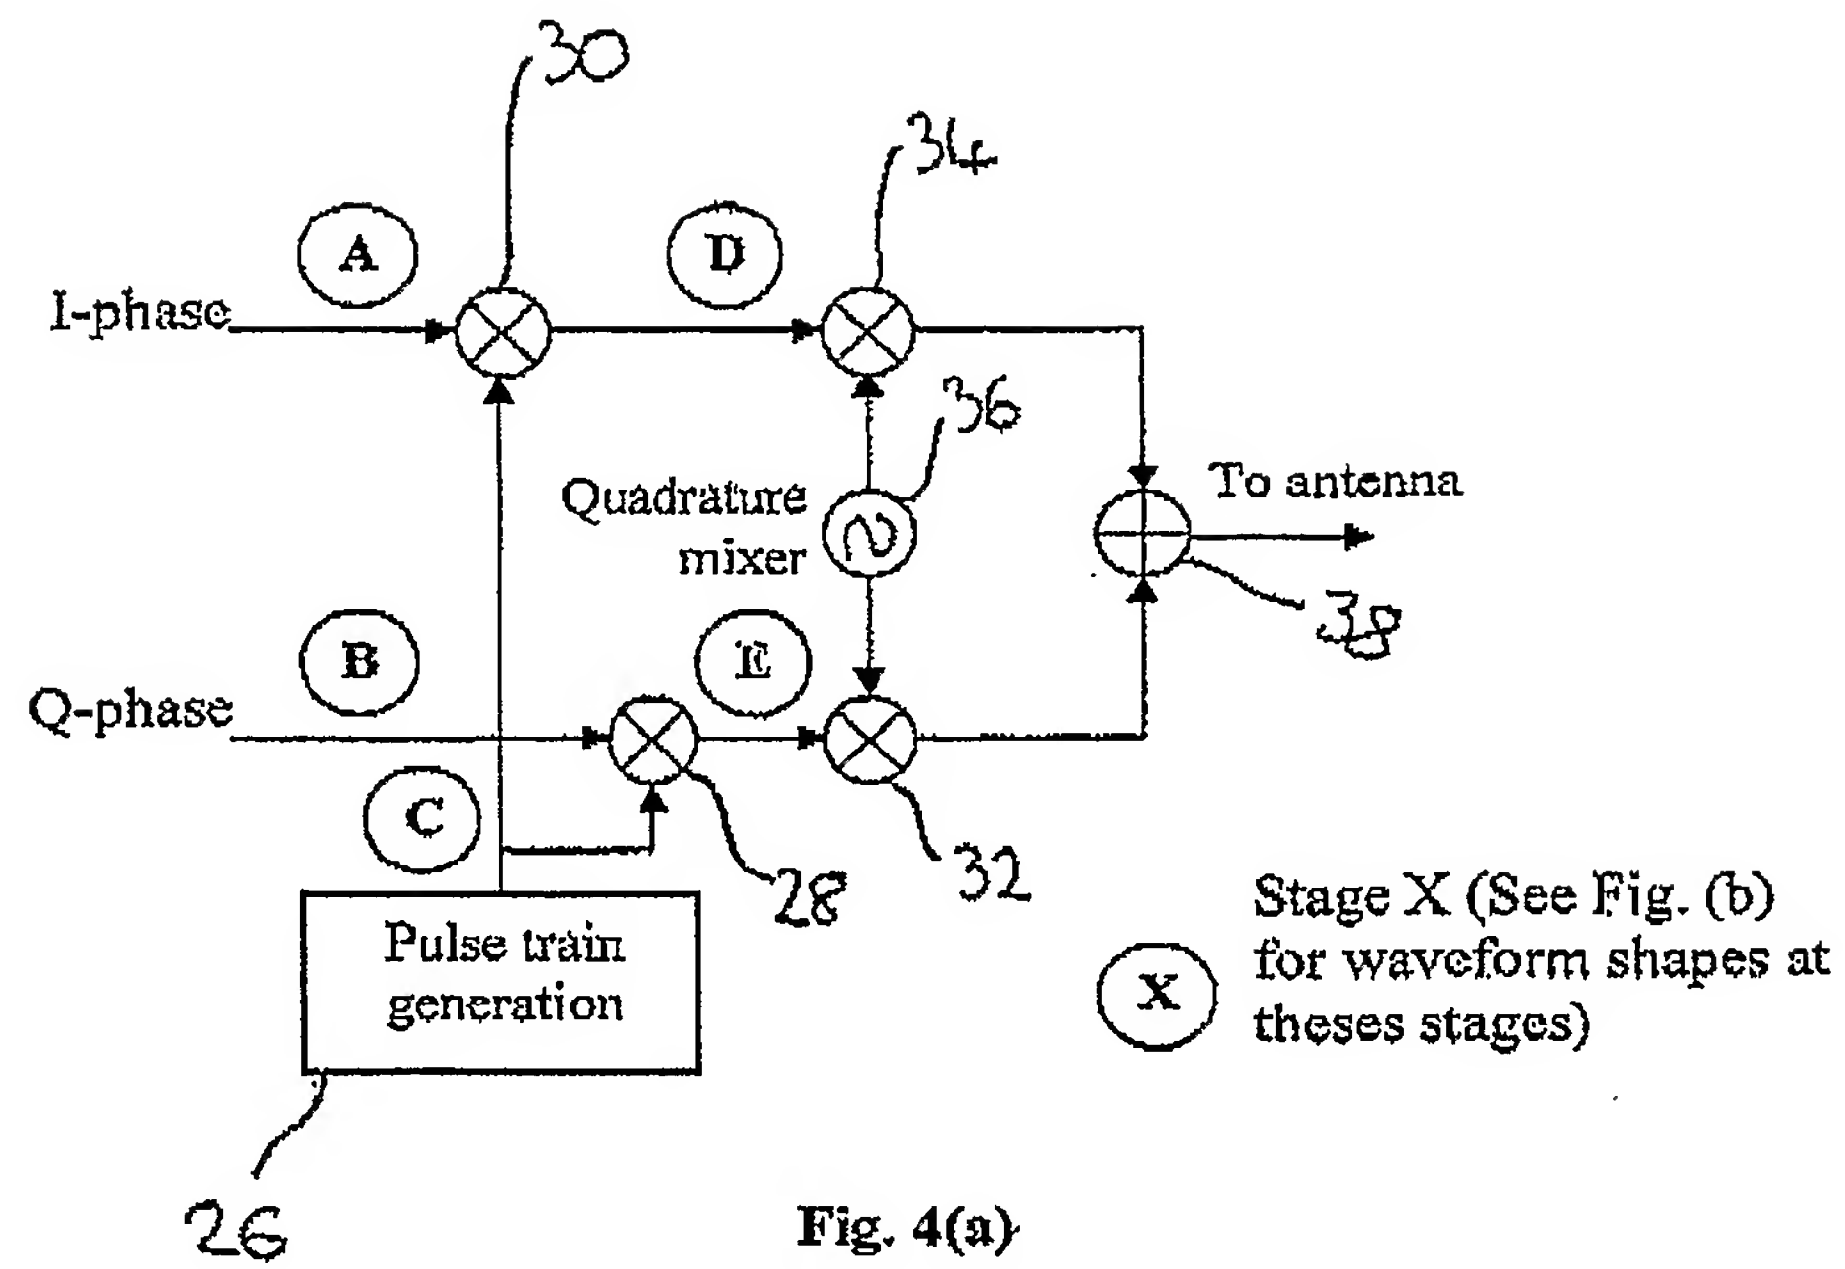 30
34
A
D
I-phase
36
Quadrature
mixer
To antenna
38
B
E
Q-phase
C
28
32
Pulse train
generation
Stage X (See Fig. (b)
for waveform shapes at
theses stages)
X
26
Fig. 4(a)